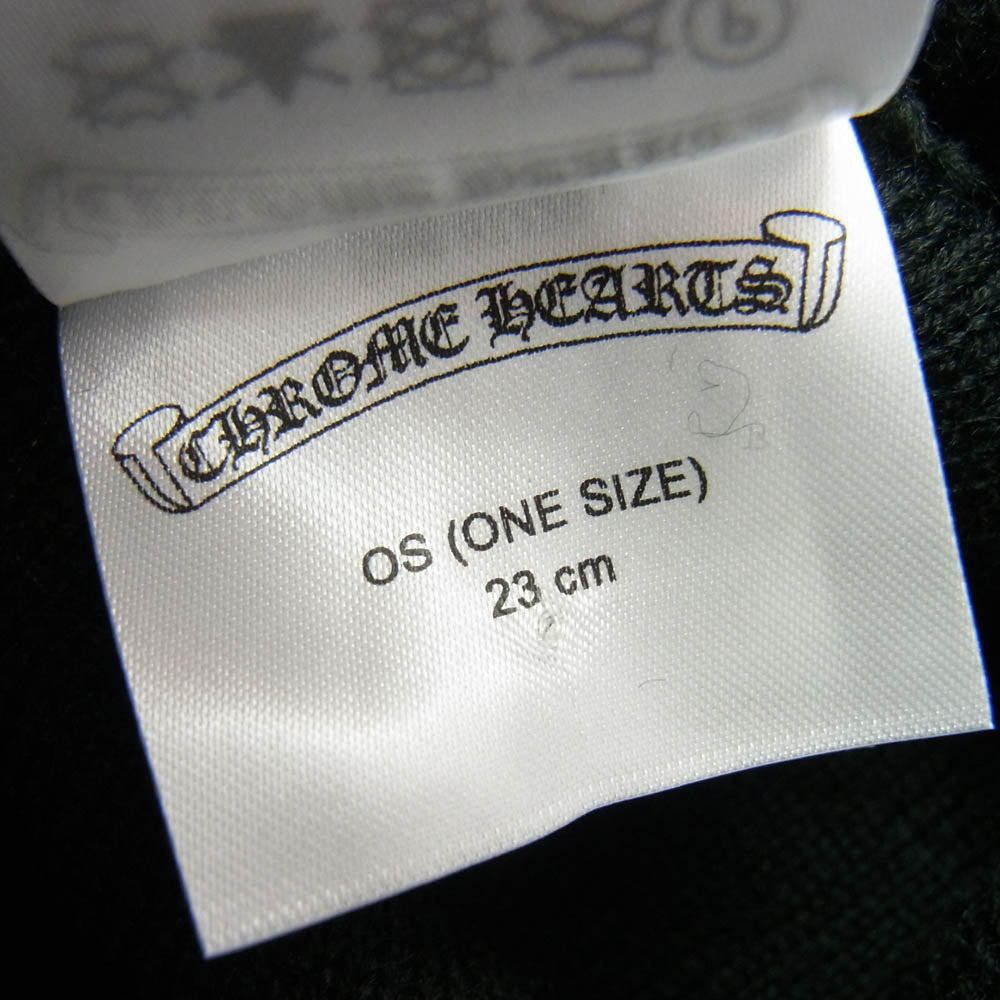 CHROME HEARTS
OS (ONE SIZE)
23 cm